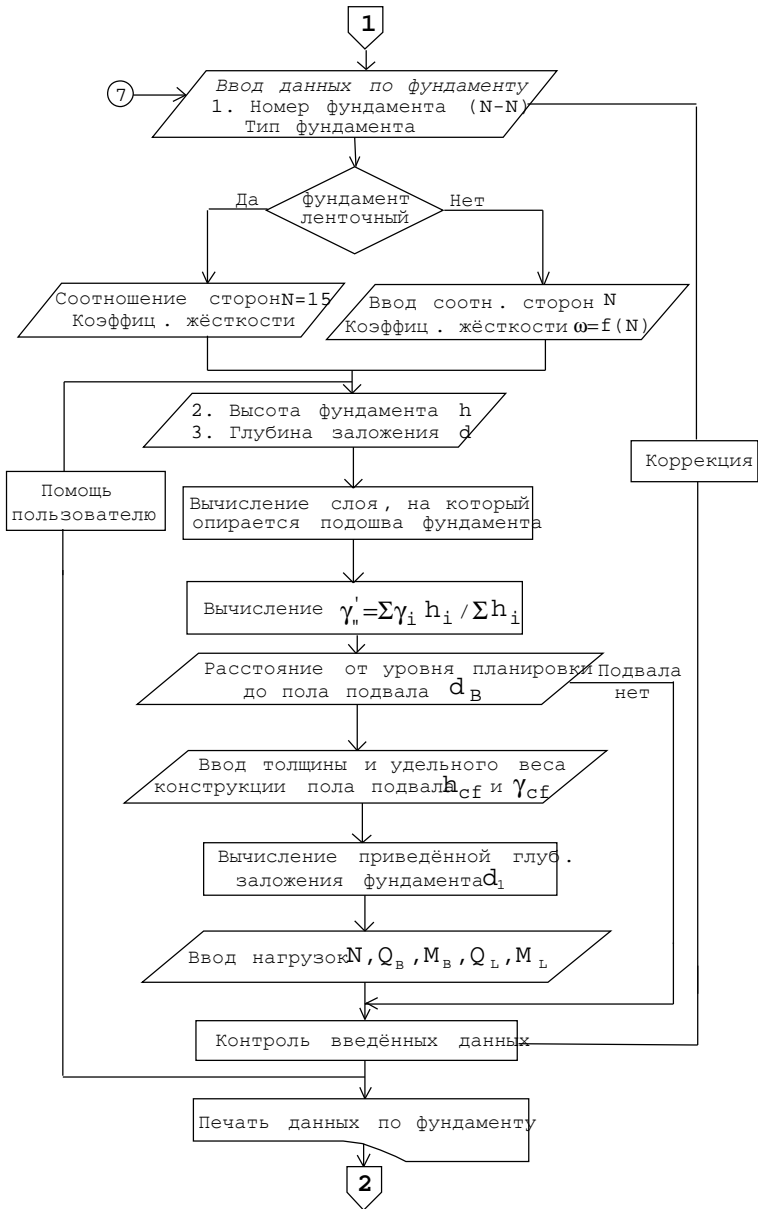 1
7
Ввод данных по фундаменту
1. Номер фундамента (N-N)
Тип фундамента
Да
фундамент
ленточный
Нет
Соотношение сторон N=15
Коэффиц. жёсткости
Ввод соотн. сторон N
Коэффиц. жёсткости ω=f(N)
2. Высота фундамента h
3. Глубина заложения d
Помощь
пользователю
Коррекция
Вычисление слоя, на который
опирается подошва фундамента
Вычисление γ'" = Σγi hi / Σhi
Расстояние от уровня планировки
до пола подвала dB
Подвала
нет
Ввод толщины и удельного веса
конструкции пола подвала hcf и γcf
Вычисление приведённой глуб.
заложения фундамента d1
Ввод нагрузок N, QB, MB, QL, ML
Контроль введённых данных
Печать данных по фундаменту
2